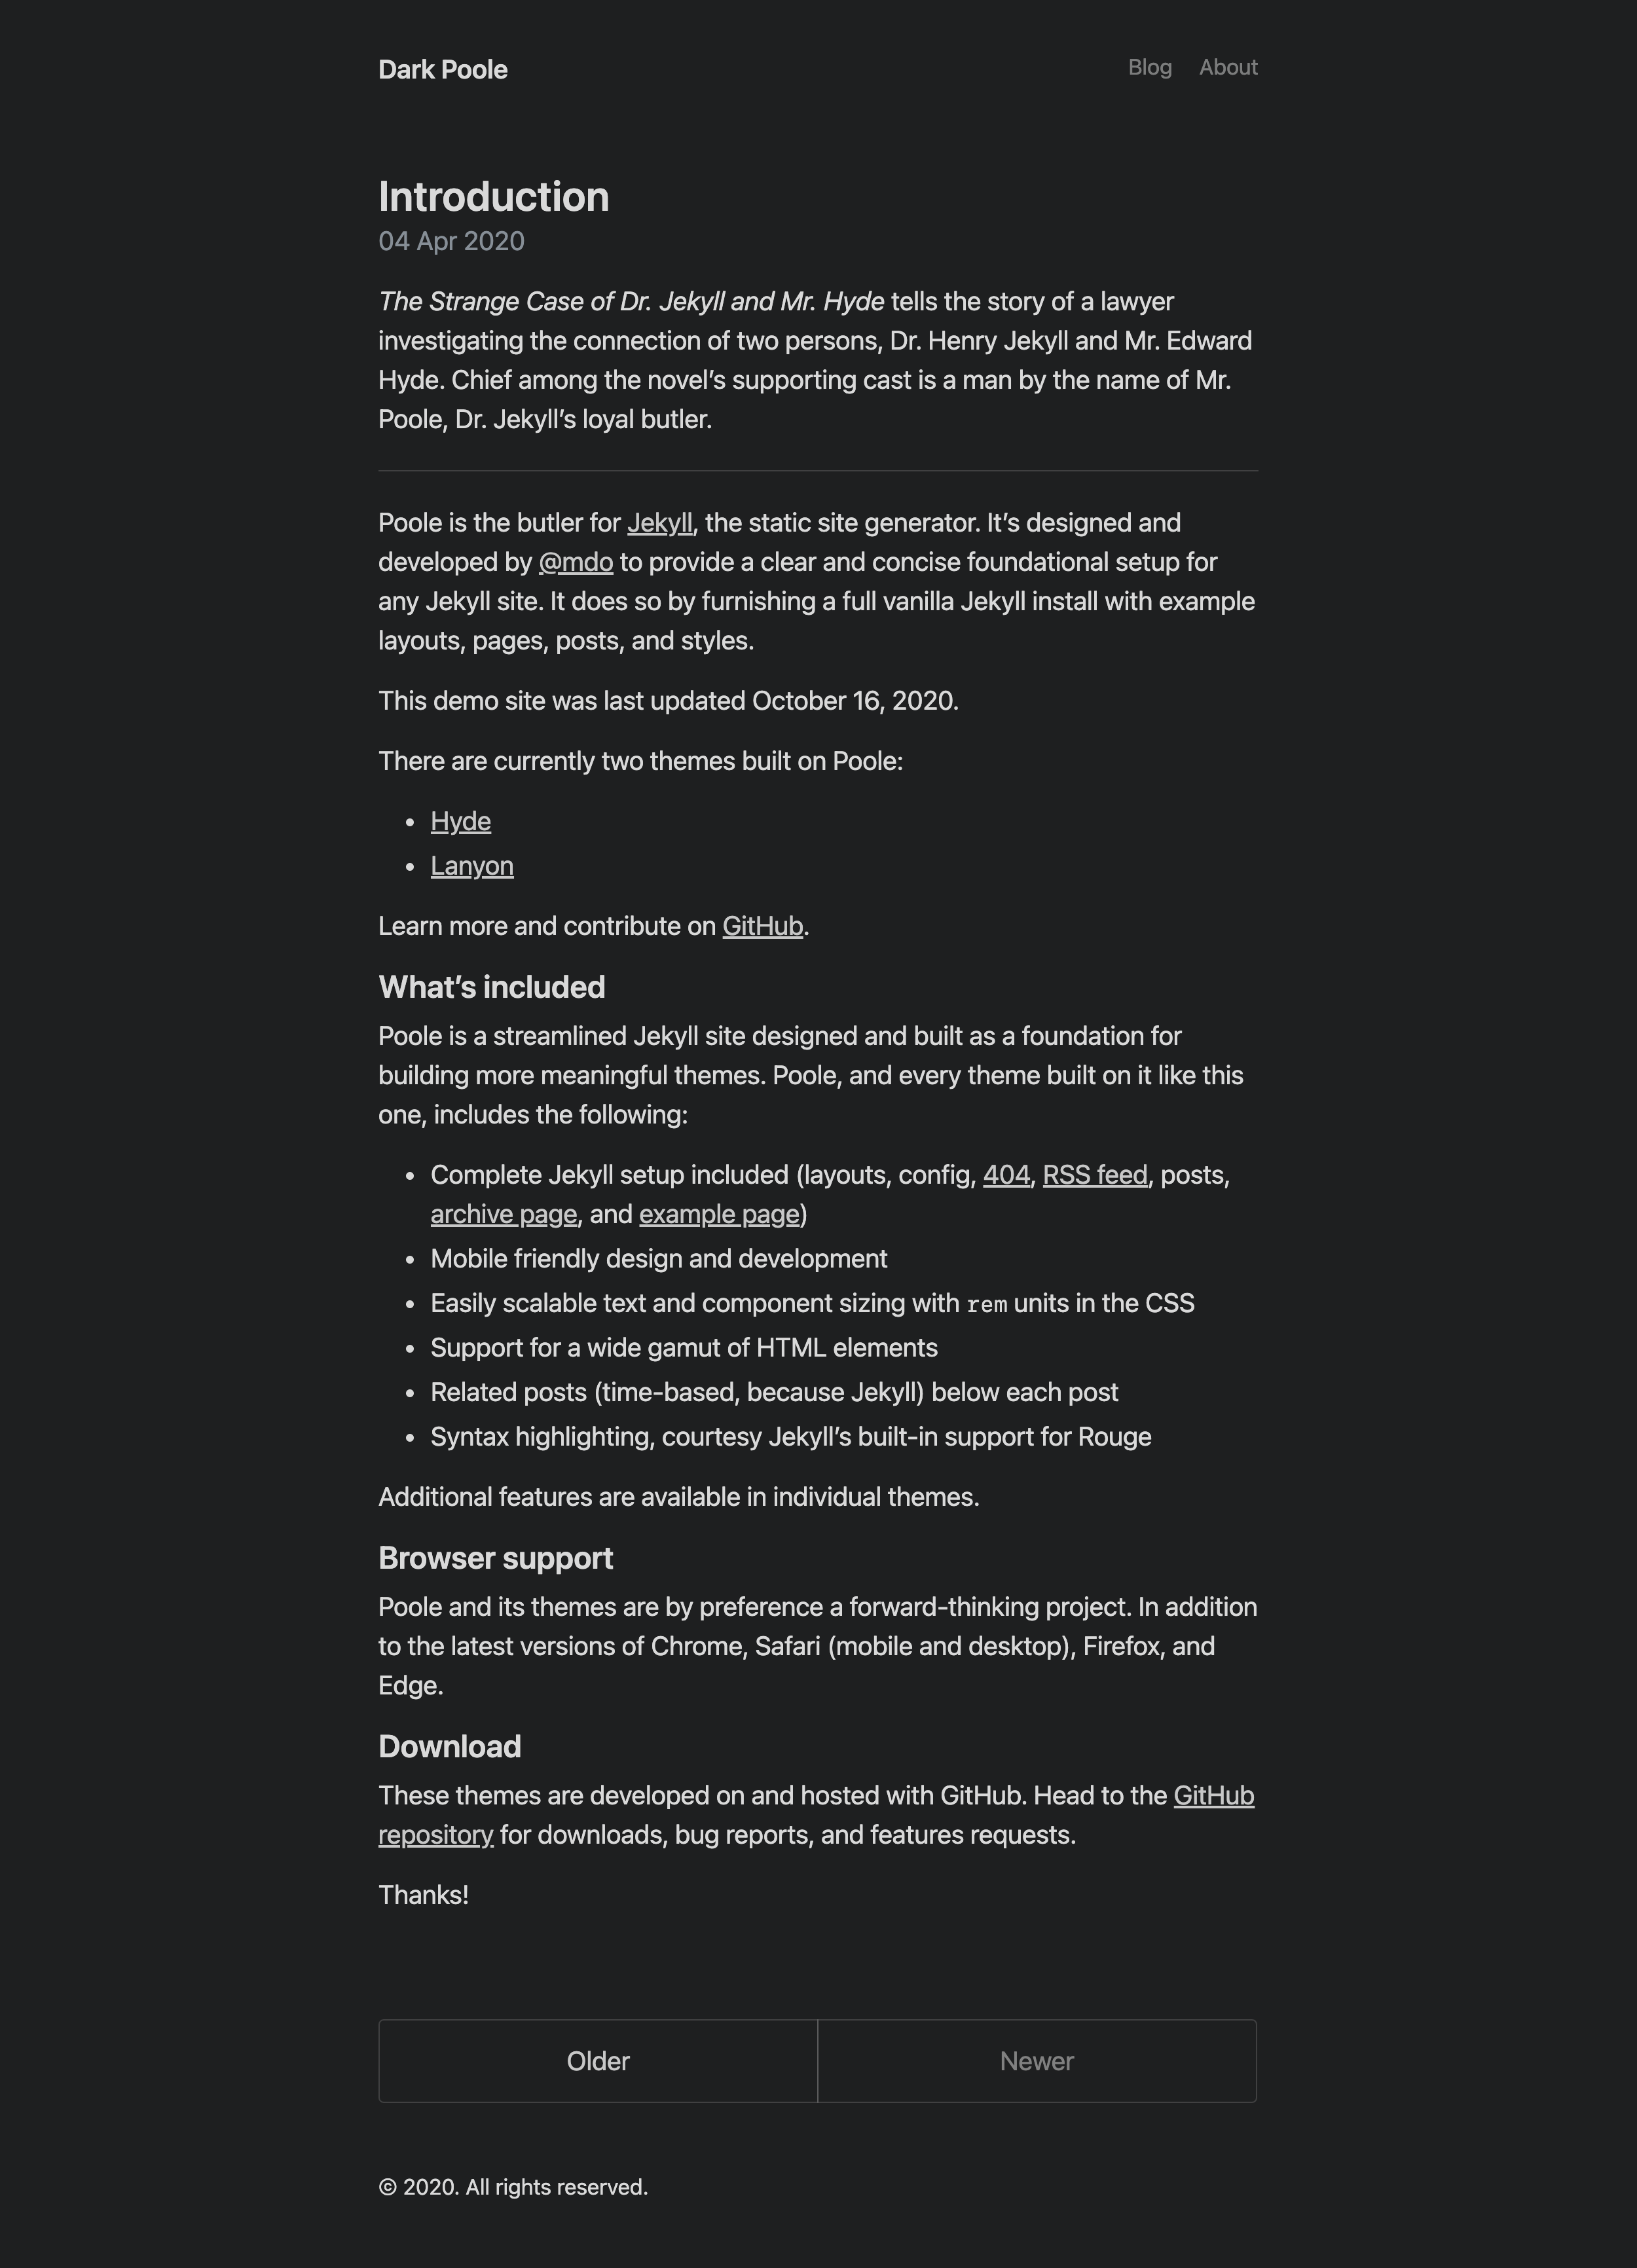 Dark Poole
Blog About
Introduction
04 Apr 2020
The Strange Case of Dr. Jekyll and Mr. Hyde tells the story of a lawyer
investigating the connection of two persons, Dr. Henry Jekyll and Mr. Edward
Hyde. Chief among the novel’s supporting cast is a man by the name of Mr.
Poole, Dr. Jekyll’s loyal butler.
Poole is the butler for Jekyll, the static site generator. It’s designed and
developed by @mdo to provide a clear and concise foundational setup for
any Jekyll site. It does so by furnishing a full vanilla Jekyll install with example
layouts, pages, posts, and styles.
This demo site was last updated October 16, 2020.
There are currently two themes built on Poole:
• Hyde
• Lanyon
Learn more and contribute on GitHub.
What’s included
Poole is a streamlined Jekyll site designed and built as a foundation for
building more meaningful themes. Poole, and every theme built on it like this
one, includes the following:
• Complete Jekyll setup included (layouts, config, 404, RSS feed, posts,
archive page, and example page)
• Mobile friendly design and development
• Easily scalable text and component sizing with rem units in the CSS
• Support for a wide gamut of HTML elements
• Related posts (time-based, because Jekyll) below each post
• Syntax highlighting, courtesy Jekyll’s built-in support for Rouge
Additional features are available in individual themes.
Browser support
Poole and its themes are by preference a forward-thinking project. In addition
to the latest versions of Chrome, Safari (mobile and desktop), Firefox, and
Edge.
Download
These themes are developed on and hosted with GitHub. Head to the GitHub
repository for downloads, bug reports, and features requests.
Thanks!
Older
Newer
© 2020. All rights reserved.